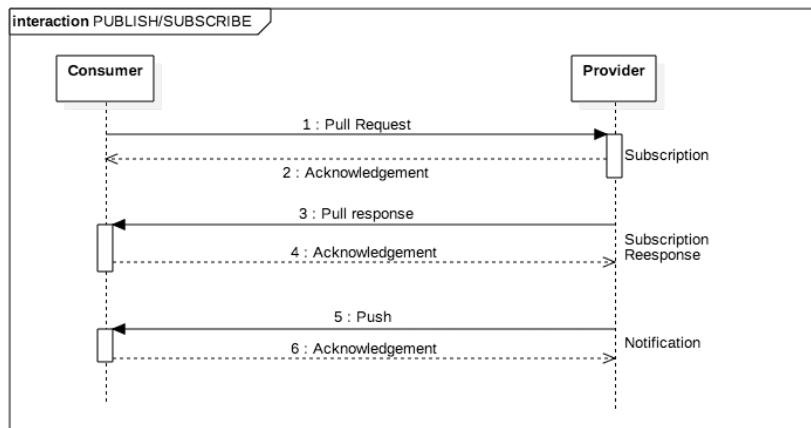 interaction PUBLISH/SUBSCRIBE
Consumer
Provider
1 : Pull Request
Subscription
2 : Acknowledgement
3 : Pull response
Subscription
Reesponse
4 : Acknowledgement
5 : Push
Notification
6 : Acknowledgement